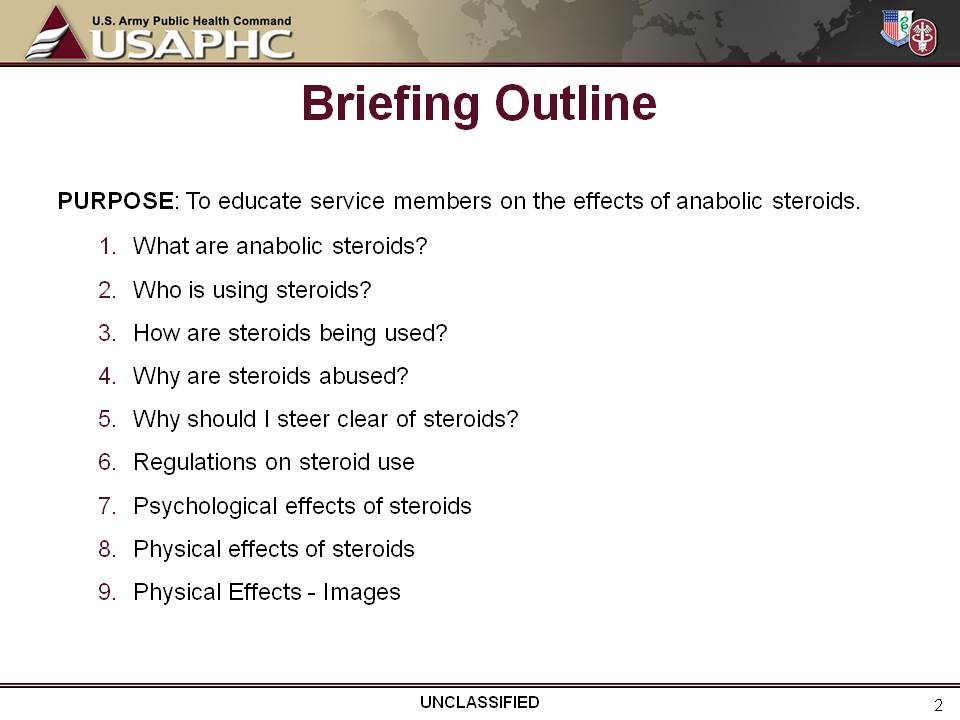 U.S. Army Public Health Command
USAPHC
Briefing Outline
PURPOSE: To educate service members on the effects of anabolic steroids.
1. What are anabolic steroids?
2. Who is using steroids?
3. How are steroids being used?
4. Why are steroids abused?
5. Why should I steer clear of steroids?
6. Regulations on steroid use
7. Psychological effects of steroids
8. Physical effects of steroids
9. Physical Effects - Images
UNCLASSIFIED
2